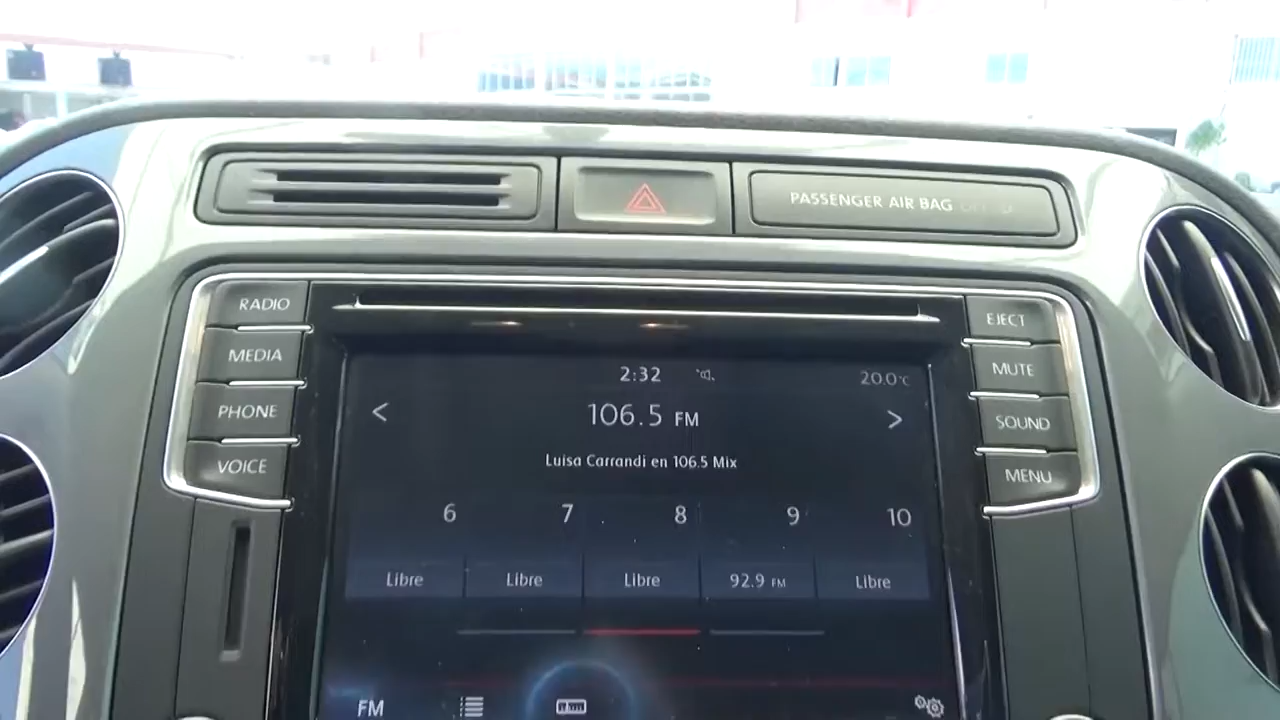 PASSENGER AIR BAG
RADIO
MEDIA
PHONE
VOICE
EJECT
MUTE
SOUND
MENU
2:32
20.0°C
< 106.5 FM >
Luisa Carrandi en 106.5 Mix
6 7 8 9 10
Libre Libre Libre 92.9 FM Libre
FM